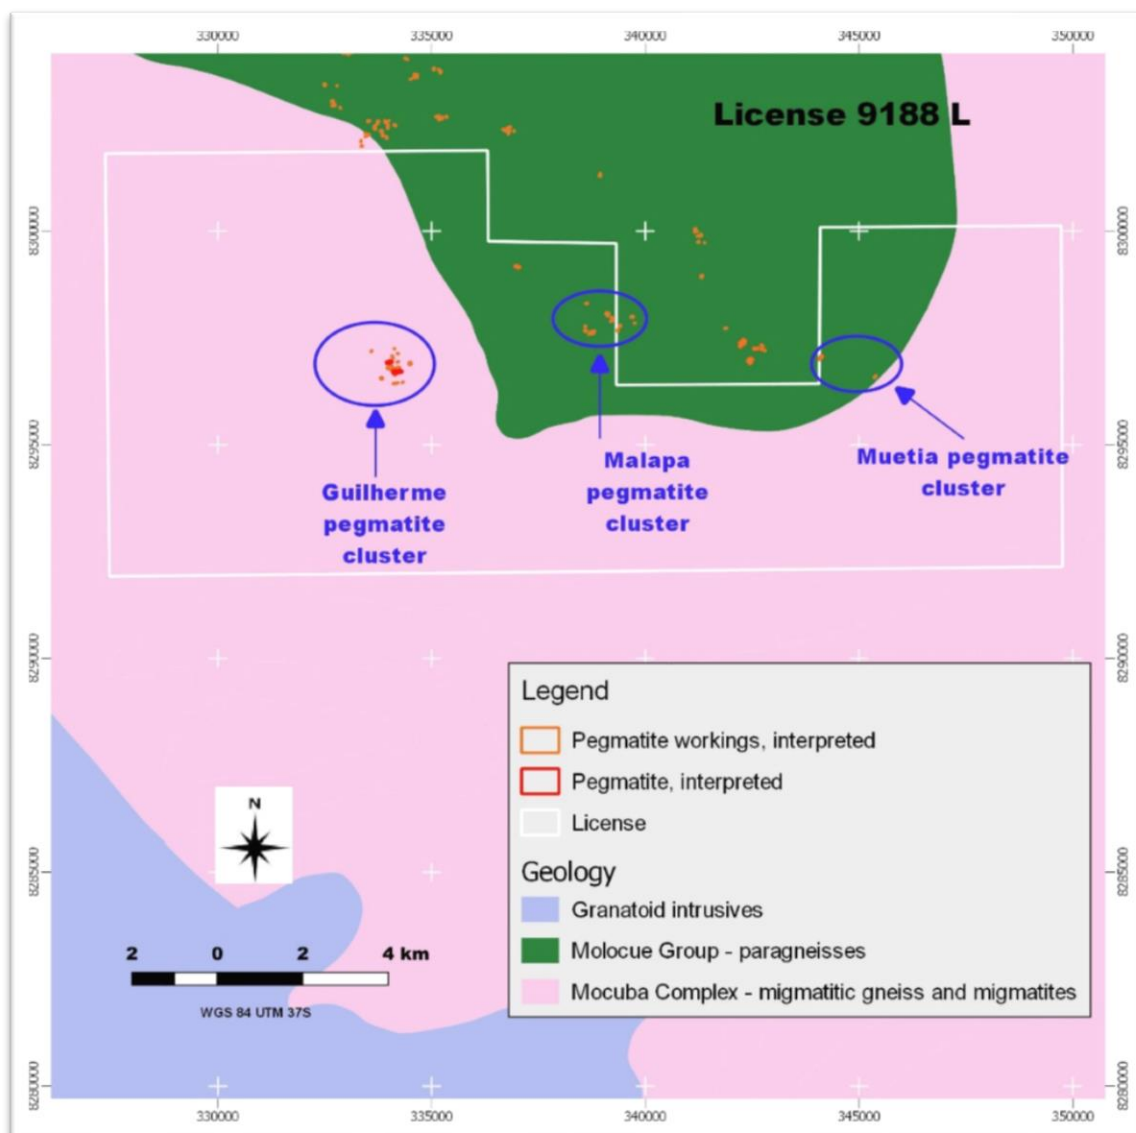 330000 335000 340000 345000 350000
License 9188 L
8300000 8300000
8295000 8295000
Guilherme
pegmatite
cluster
Malapa
pegmatite
cluster
Muetia pegmatite
cluster
8290000 8290000
Legend
Pegmatite workings, interpreted
Pegmatite, interpreted
License
Geology
Granatoid intrusives
Molocue Group - paragneisses
Mocuba Complex - migmatitic gneiss and migmatites
N
8285000 8285000
2 0 2 4 km
WGS 84 UTM 37S
8280000 8280000
330000 335000 340000 345000 350000